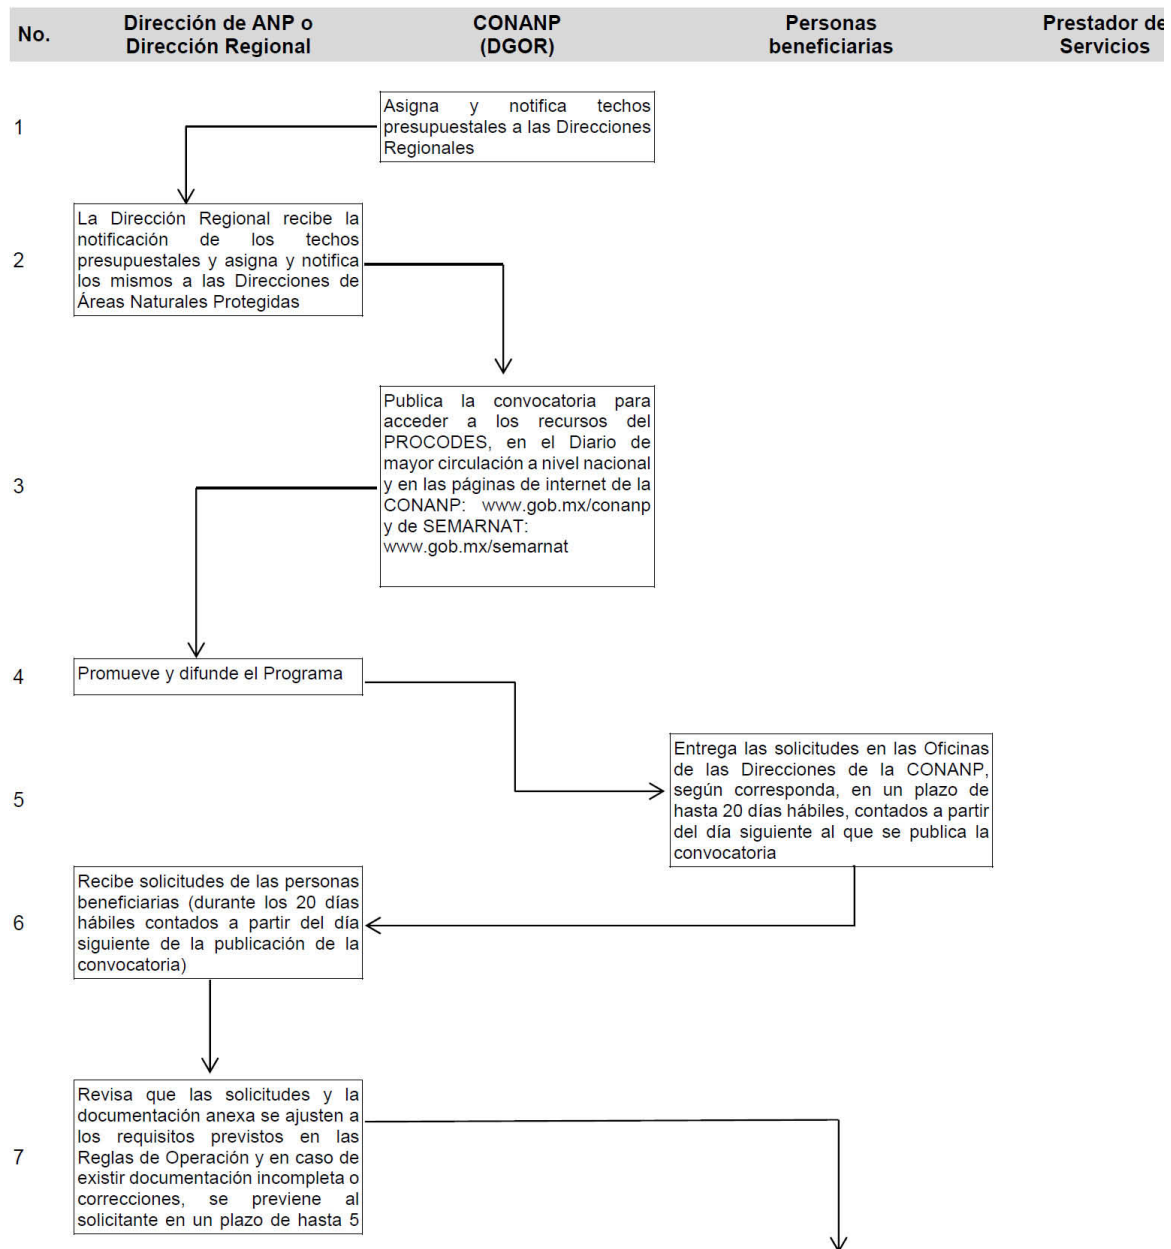 No.
Dirección de ANP o
Dirección Regional
CONANP
(DGOR)
Personas
beneficiarias
Prestador de
Servicios
1
Asigna y notifica techos
presupuestales a las Direcciones
Regionales
2
La Dirección Regional recibe la
notificación de los techos
presupuestales y asigna y notifica
los mismos a las Direcciones de
Áreas Naturales Protegidas
3
Publica la convocatoria para
acceder a los recursos del
PROCODES, en el Diario de
mayor circulación a nivel nacional
y en las páginas de internet de la
CONANP: www.gob.mx/conanp
y de SEMARNAT:
www.gob.mx/semarnat
4
Promueve y difunde el Programa
5
Entrega las solicitudes en las Oficinas
de las Direcciones de la CONANP,
según corresponda, en un plazo de
hasta 20 días hábiles, contados a partir
del día siguiente al que se publica la
convocatoria
6
Recibe solicitudes de las personas
beneficiarias (durante los 20 días
hábiles contados a partir del día
siguiente de la publicación de la
convocatoria)
7
Revisa que las solicitudes y la
documentación anexa se ajusten a
los requisitos previstos en las
Reglas de Operación y en caso de
existir documentación incompleta o
correcciones, se previene al
solicitante en un plazo de hasta 5